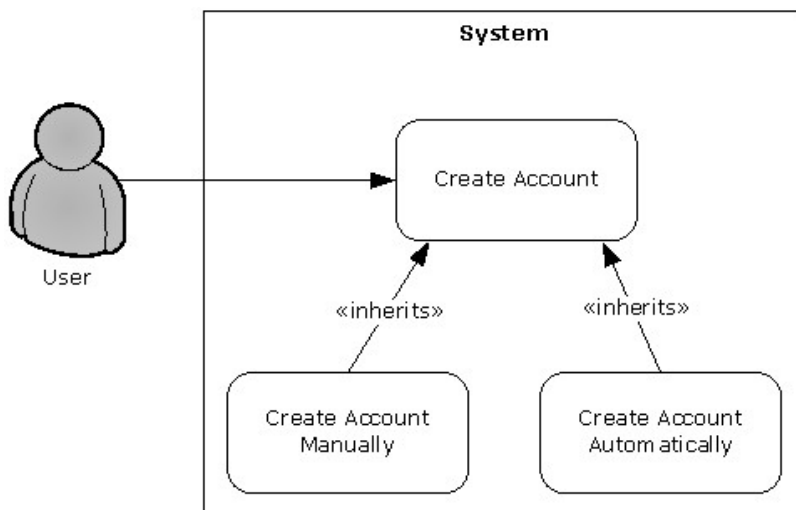 System
Create Account
User
«inherits»
«inherits»
Create Account
Manually
Create Account
Automatically